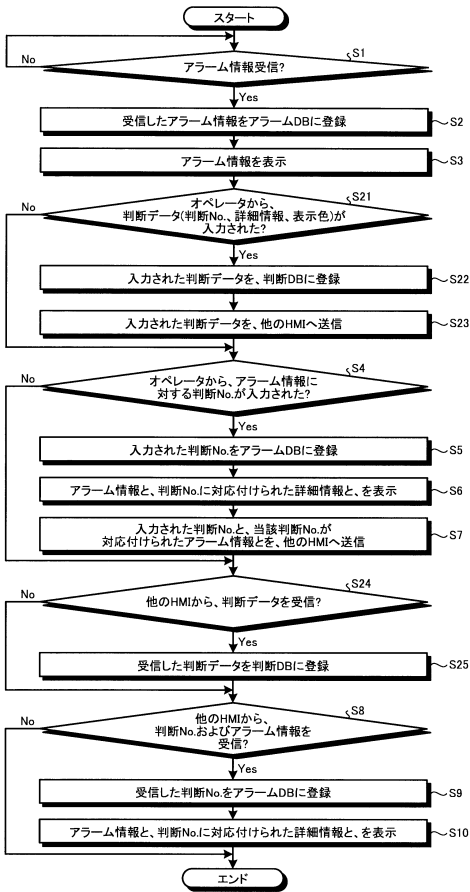 スタート
No
アラーム情報受信?
S1
Yes
受信したアラーム情報をアラームDBに登録
S2
アラーム情報を表示
S3
No
オペレータから、
判断データ(判断No.、詳細情報、表示色)が
入力された?
S21
Yes
入力された判断データを、判断DBに登録
S22
入力された判断データを、他のHMIへ送信
S23
No
オペレータから、アラーム情報に
対する判断No.が入力された?
S4
Yes
入力された判断No.をアラームDBに登録
S5
アラーム情報と、判断No.に対応付けられた詳細情報と、を表示
S6
入力された判断No.と、当該判断No.が
対応付けられたアラーム情報とを、他のHMIへ送信
S7
No
他のHMIから、判断データを受信?
S24
Yes
受信した判断データを判断DBに登録
S25
No
他のHMIから、
判断No.およびアラーム情報を
受信?
S8
Yes
受信した判断No.をアラームDBに登録
S9
アラーム情報と、判断No.に対応付けられた詳細情報と、を表示
S10
エンド